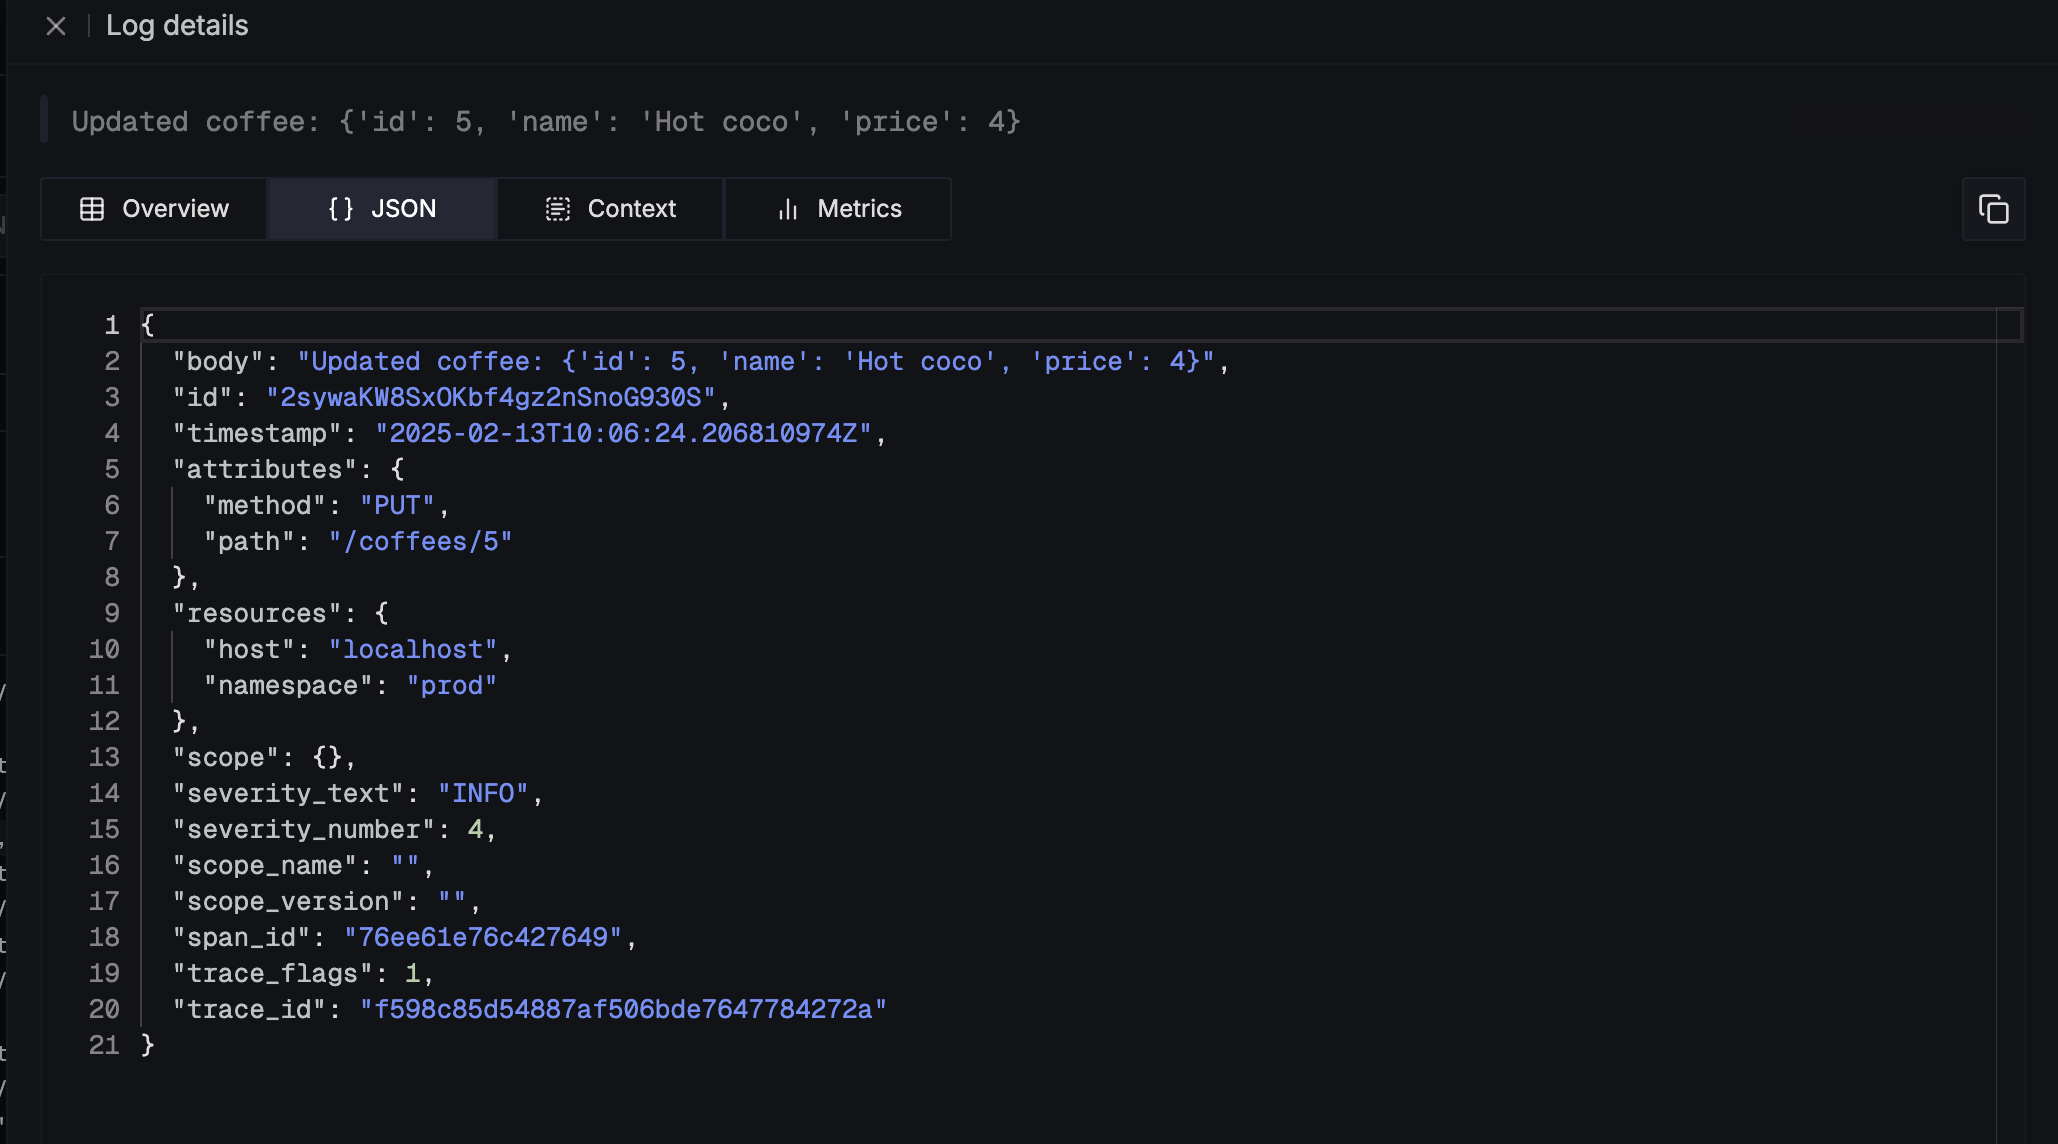 Log details
Updated coffee: {'id': 5, 'name': 'Hot coco', 'price': 4}
Overview
{} JSON
Context
Metrics
1 {
2 "body": "Updated coffee: {'id': 5, 'name': 'Hot coco', 'price': 4}",
3 "id": "2sywaKW8SxOKbf4gz2nSnoG930S",
4 "timestamp": "2025-02-13T10:06:24.206810974Z",
5 "attributes": {
6 "method": "PUT",
7 "path": "/coffees/5"
8 },
9 "resources": {
10 "host": "localhost",
11 "namespace": "prod"
12 },
13 "scope": {},
14 "severity_text": "INFO",
15 "severity_number": 4,
16 "scope_name": "",
17 "scope_version": "",
18 "span_id": "76ee61e76c427649",
19 "trace_flags": 1,
20 "trace_id": "f598c85d54887af506bde7647784272a"
21 }